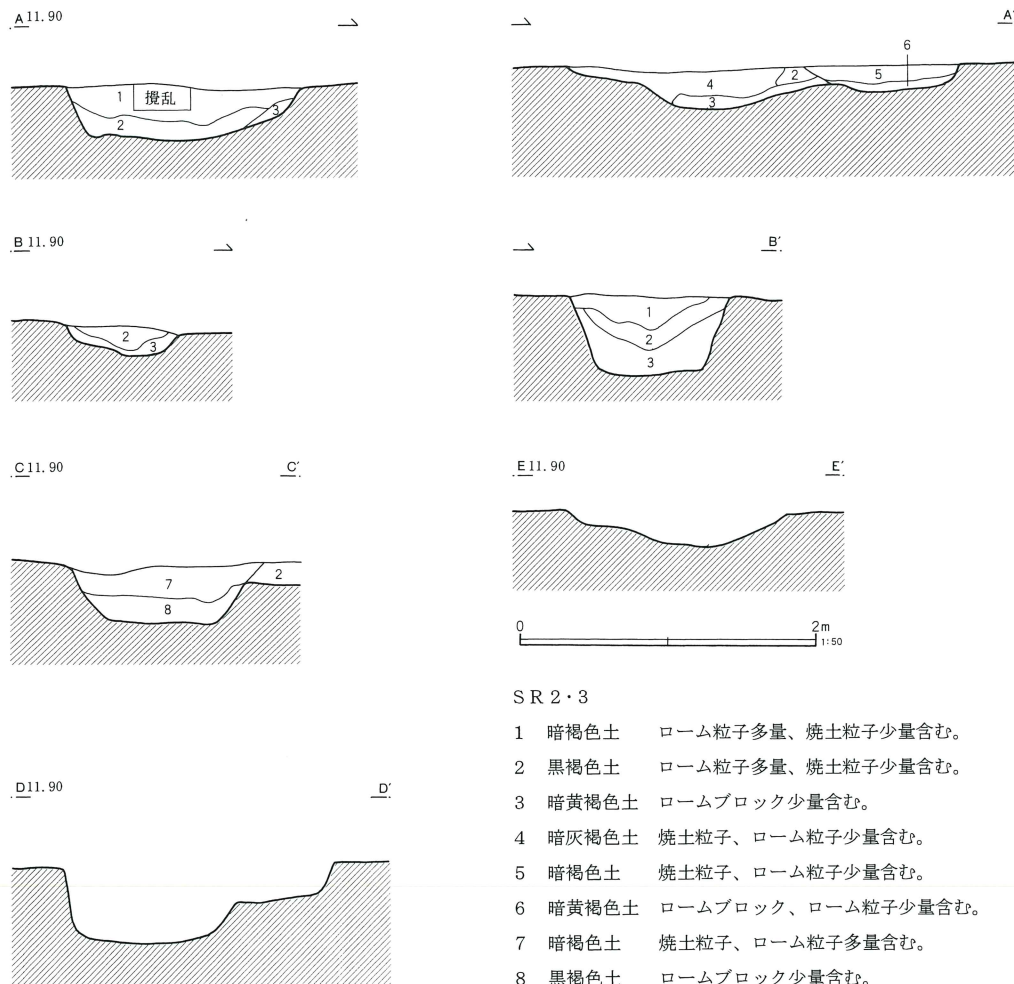 A 11.90
A′
1
攪乱
2
3
6
4
2
5
3
B 11.90
B′
2
3
1
2
3
C 11.90
C′
7
2
8
E 11.90
E′
0
2m
1:50
D 11.90
D′
SR2・3
1 暗褐色土 ローム粒子多量、焼土粒子少量含む。
2 黒褐色土 ローム粒子多量、焼土粒子少量含む。
3 暗黄褐色土 ロームブロック少量含む。
4 暗灰褐色土 焼土粒子、ローム粒子少量含む。
5 暗褐色土 焼土粒子、ローム粒子少量含む。
6 暗黄褐色土 ロームブロック、ローム粒子少量含む。
7 暗褐色土 焼土粒子、ローム粒子多量含む。
8 黒褐色土 ロームブロック少量含む。